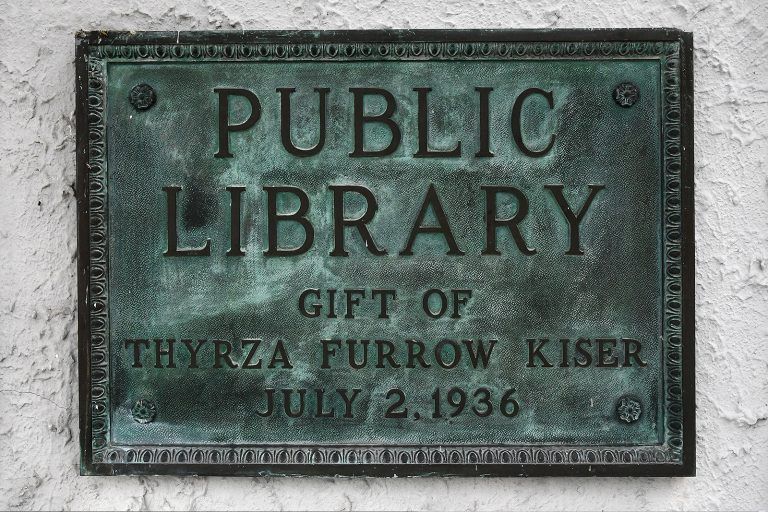 PUBLIC
LIBRARY
GIFT OF
THYRZA FURROW KISER
JULY 2, 1936